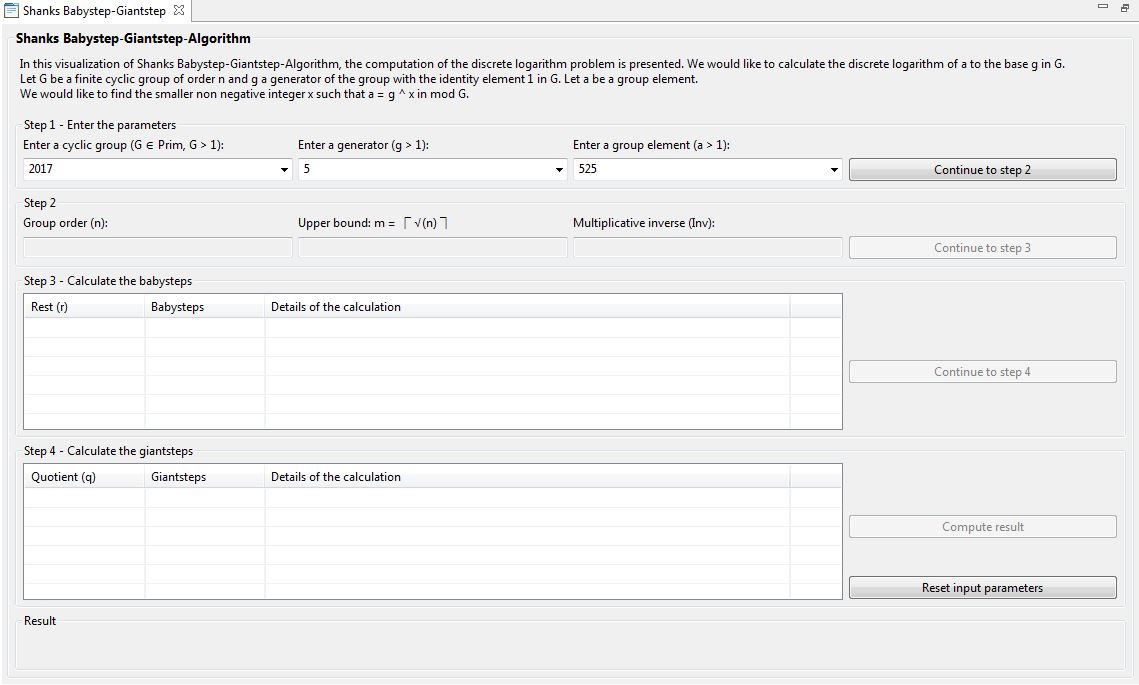 Shanks Babystep-Giantstep
Shanks Babystep-Giantstep-Algorithm
In this visualization of Shanks Babystep-Giantstep-Algorithm, the computation of the discrete logarithm problem is presented. We would like to calculate the discrete logarithm of a to the base g in G.
Let G be a finite cyclic group of order n and g a generator of the group with the identity element 1 in G. Let a be a group element.
We would like to find the smaller non negative integer x such that a = g ^ x in mod G.
Step 1 - Enter the parameters
Enter a cyclic group (G ∈ Prim, G > 1): Enter a generator (g > 1): Enter a group element (a > 1):
2017 5 525 Continue to step 2
Step 2
Group order (n): Upper bound: m = ⌈ √(n) ⌉ Multiplicative inverse (Inv):
Continue to step 3
Step 3 - Calculate the babysteps
Rest (r) Babysteps Details of the calculation
Continue to step 4
Step 4 - Calculate the giantsteps
Quotient (q) Giantsteps Details of the calculation
Compute result
Reset input parameters
Result